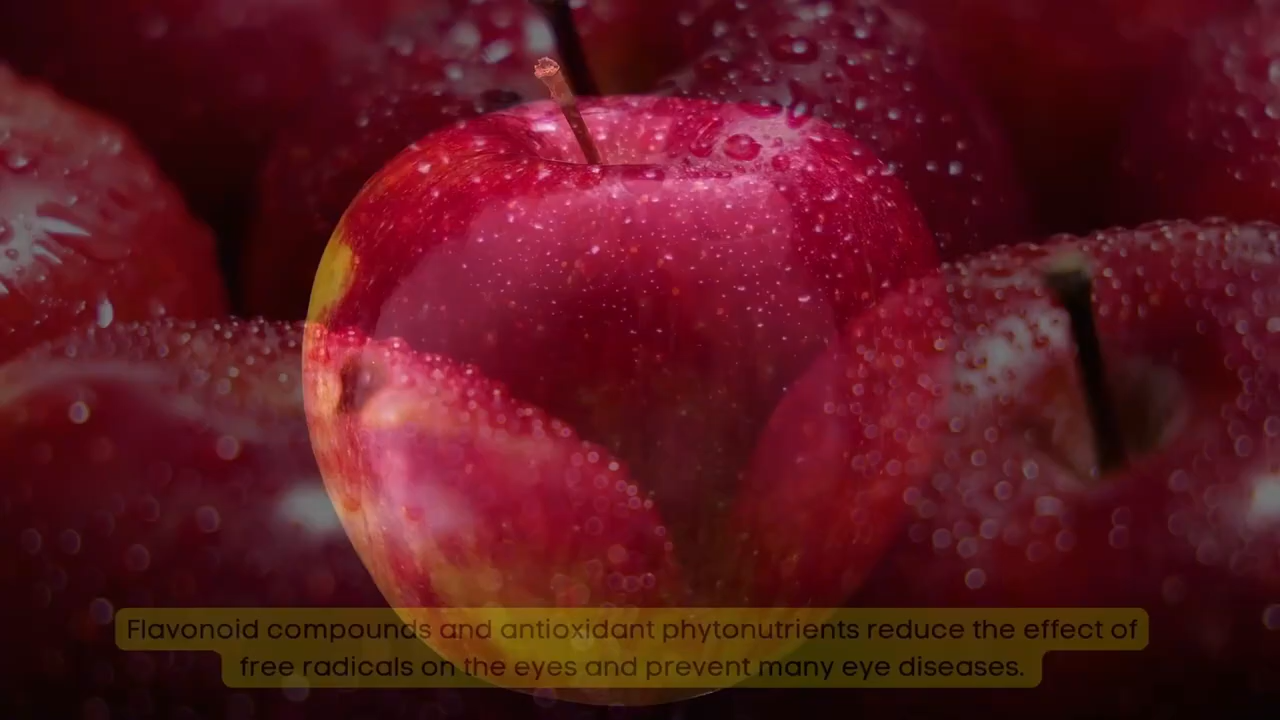 Flavonoid compounds and antioxidant phytonutrients reduce the effect of
free radicals on the eyes and prevent many eye diseases.